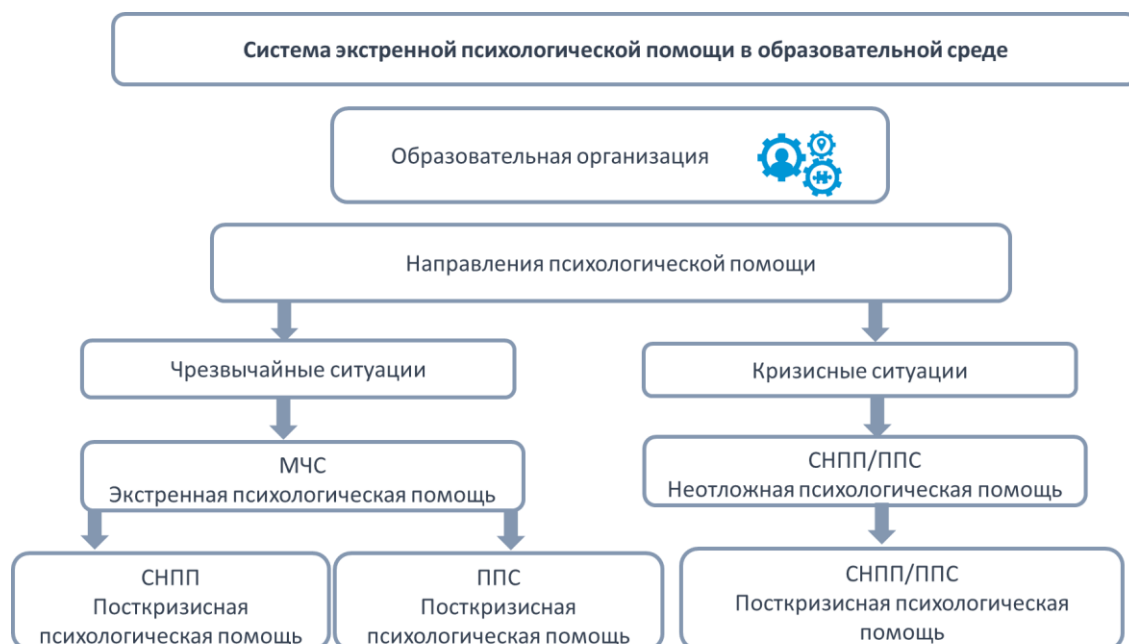 Система экстренной психологической помощи в образовательной среде
Образовательная организация
Направления психологической помощи
Чрезвычайные ситуации
Кризисные ситуации
МЧС
Экстренная психологическая помощь
СНПП/ППС
Неотложная психологическая помощь
СНПП
Посткризисная
психологическая помощь
ППС
Посткризисная
психологическая помощь
СНПП/ППС
Посткризисная психологическая
помощь